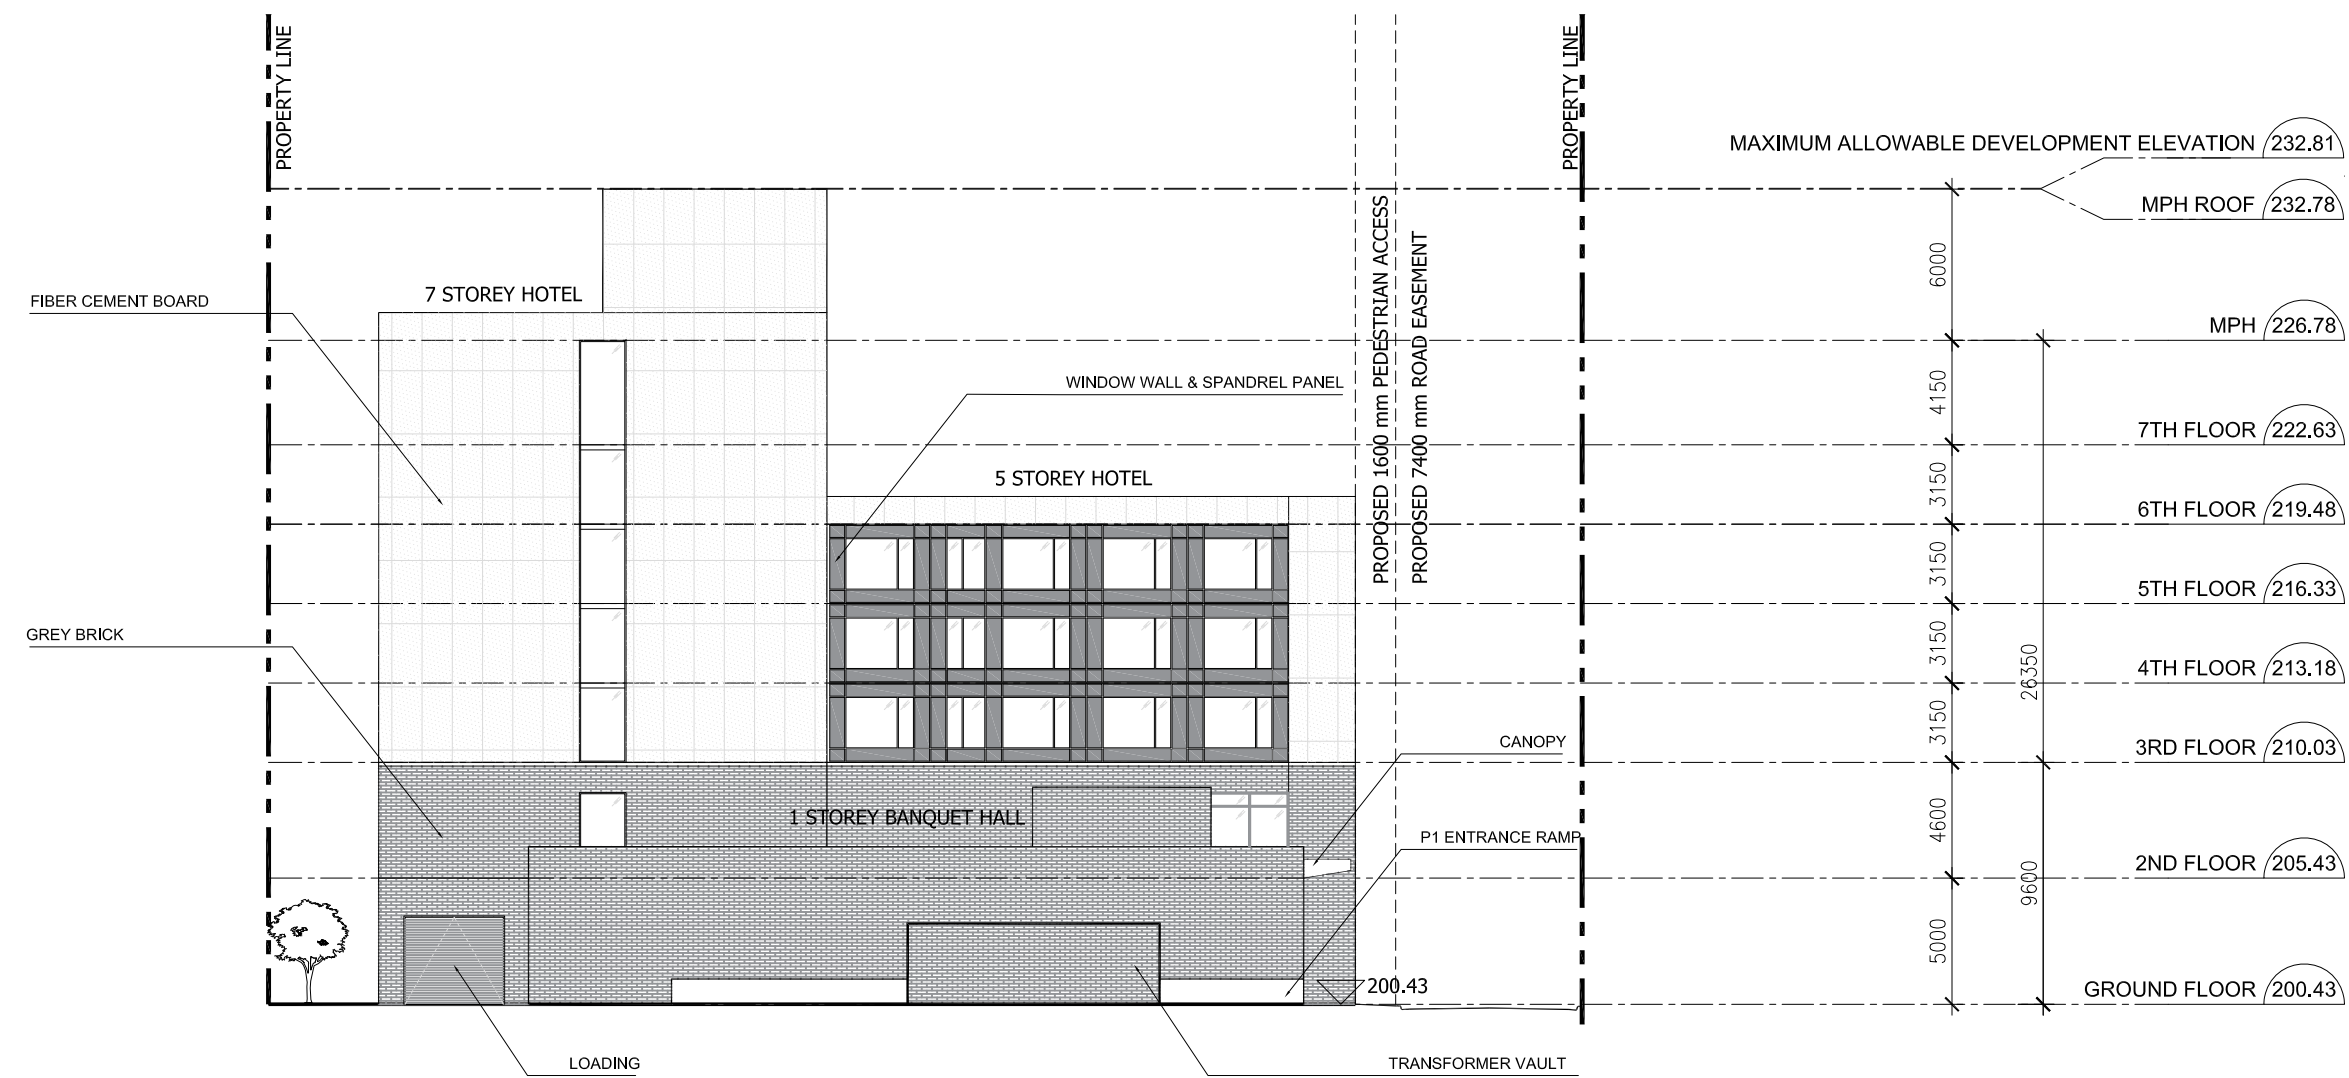 PROPERTY LINE
PROPERTY LINE
MAXIMUM ALLOWABLE DEVELOPMENT ELEVATION 232.81
MPH ROOF 232.78
6000
7 STOREY HOTEL
FIBER CEMENT BOARD
PROPOSED 1600 mm PEDESTRIAN ACCESS
PROPOSED 7400 mm ROAD EASEMENT
MPH 226.78
WINDOW WALL & SPANDREL PANEL
4150
7TH FLOOR 222.63
5 STOREY HOTEL
3150
6TH FLOOR 219.48
3150
5TH FLOOR 216.33
GREY BRICK
3150
26350
4TH FLOOR 213.18
3150
CANOPY
3RD FLOOR 210.03
1 STOREY BANQUET HALL
4600
P1 ENTRANCE RAMP
2ND FLOOR 205.43
9600
5000
200.43
GROUND FLOOR 200.43
LOADING
TRANSFORMER VAULT